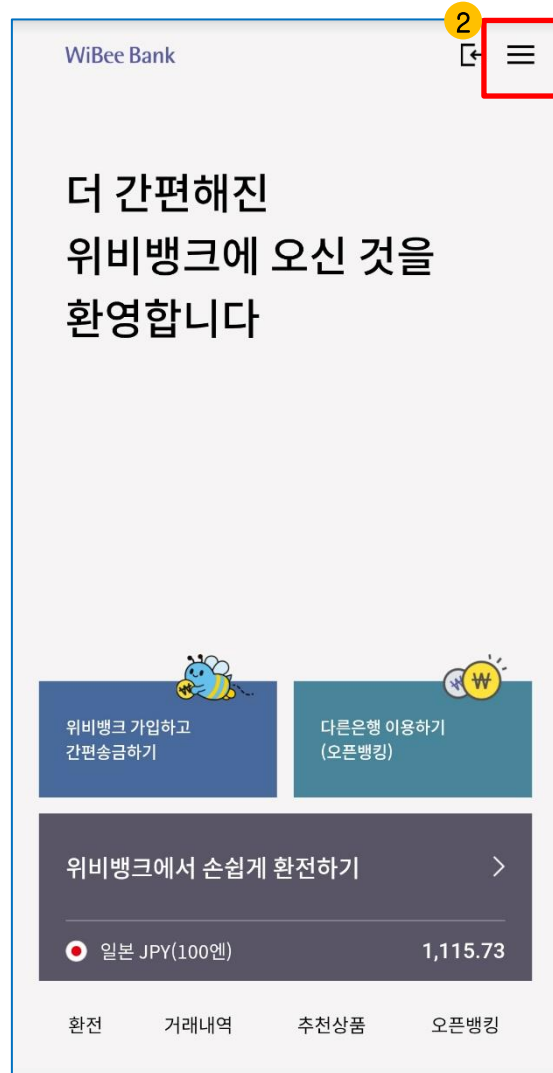 2
WiBee Bank
더 간편해진
위비뱅크에 오신 것을
환영합니다
₩ ₩ ₩
위비뱅크 가입하고
간편송금하기
다른은행 이용하기
(오픈뱅킹)
위비뱅크에서 손쉽게 환전하기
일본 JPY(100엔) 1,115.73
환전 거래내역 추천상품 오픈뱅킹